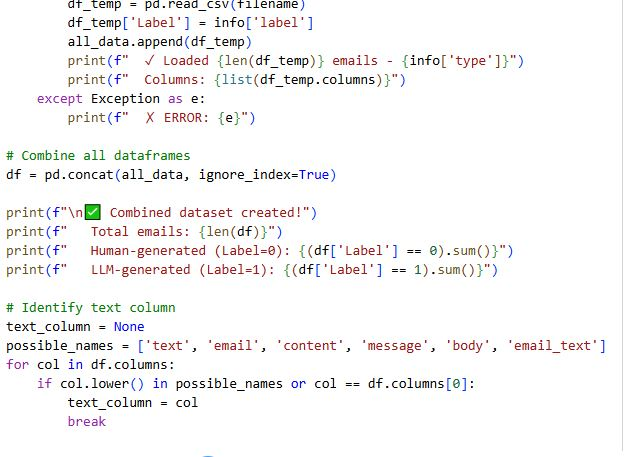 df_temp = pd.read_csv(filename)
df_temp['Label'] = info['label']
all_data.append(df_temp)
print(f"  ✓ Loaded {len(df_temp)} emails - {info['type']}")
print(f"  Columns: {list(df_temp.columns)}")
except Exception as e:
print(f"  ✗ ERROR: {e}")
# Combine all dataframes
df = pd.concat(all_data, ignore_index=True)
print(f"\n✅ Combined dataset created!")
print(f"   Total emails: {len(df)}")
print(f"   Human-generated (Label=0): {(df['Label'] == 0).sum()}")
print(f"   LLM-generated (Label=1): {(df['Label'] == 1).sum()}")
# Identify text column
text_column = None
possible_names = ['text', 'email', 'content', 'message', 'body', 'email_text']
for col in df.columns:
if col.lower() in possible_names or col == df.columns[0]:
text_column = col
break